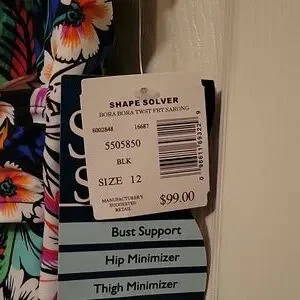 SHAPE SOLVER
BORA BORA TWST FRT SARONG
6002848 16687
5505850
BLK
SIZE 12
MANUFACTURER'S
SUGGESTED
RETAIL
$99.00
Bust Support
Hip Minimizer
Thigh Minimizer